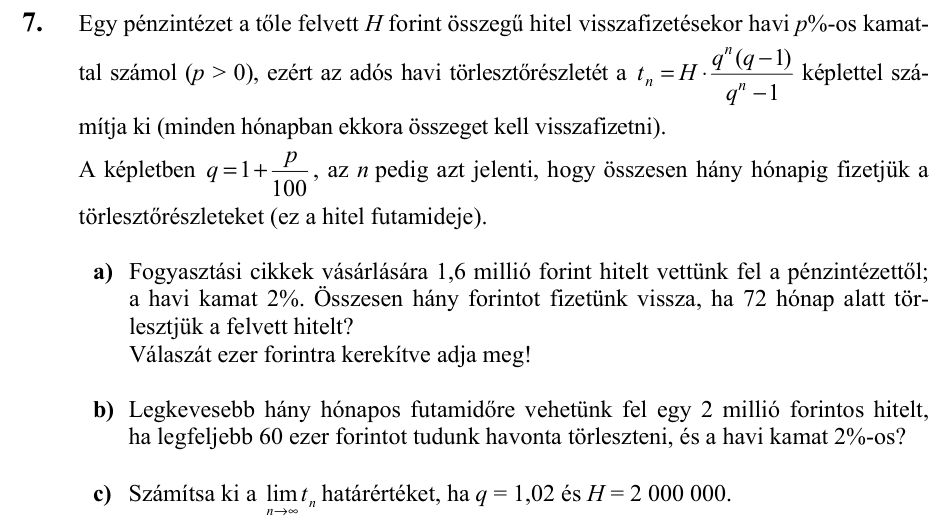 7. Egy pénzintézet a tőle felvett H forint összegű hitel visszafizetésekor havi p%-os kamat-
tal számol (p > 0), ezért az adós havi törlesztőrészletét a tₙ = H · qⁿ(q − 1) / (qⁿ − 1) képlettel szá-
mítja ki (minden hónapban ekkora összeget kell visszafizetni).
A képletben q = 1 + p/100, az n pedig azt jelenti, hogy összesen hány hónapig fizetjük a
törlesztőrészleteket (ez a hitel futamideje).
a) Fogyasztási cikkek vásárlására 1,6 millió forint hitelt vettünk fel a pénzintézettől;
a havi kamat 2%. Összesen hány forintot fizetünk vissza, ha 72 hónap alatt tör-
lesztjük a felvett hitelt?
Válaszát ezer forintra kerekítve adja meg!
b) Legkevesebb hány hónapos futamidőre vehetünk fel egy 2 millió forintos hitelt,
ha legfeljebb 60 ezer forintot tudunk havonta törleszteni, és a havi kamat 2%-os?
c) Számítsa ki a lim n→∞ tₙ határértéket, ha q = 1,02 és H = 2 000 000.